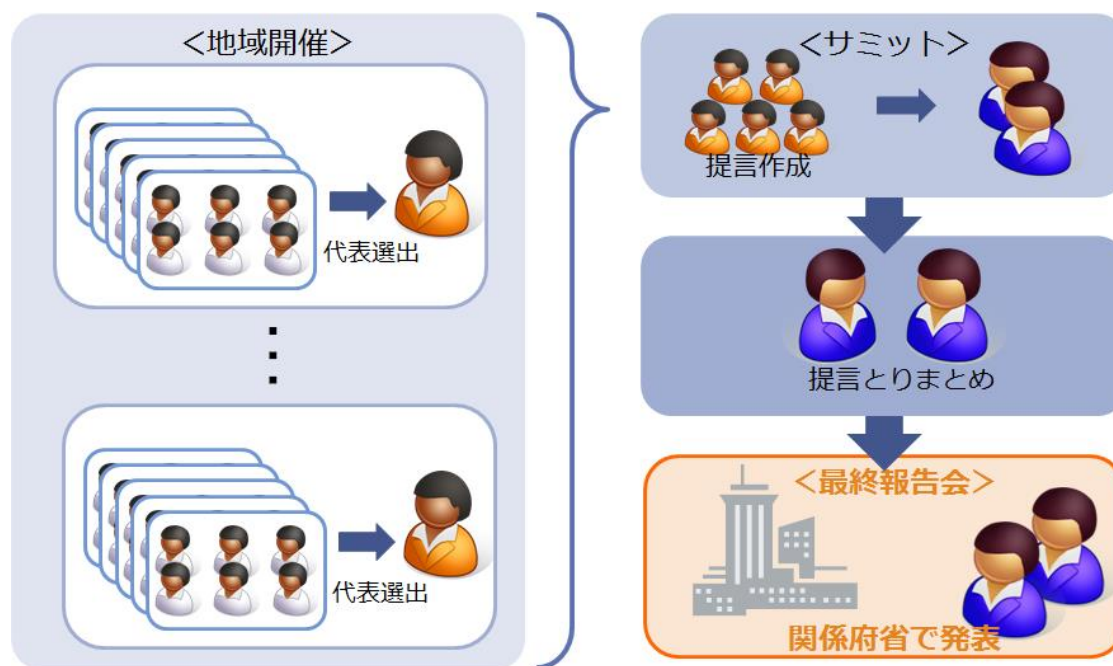 ＜地域開催＞
代表選出
代表選出
＜サミット＞
提言作成
提言とりまとめ
＜最終報告会＞
関係府省で発表